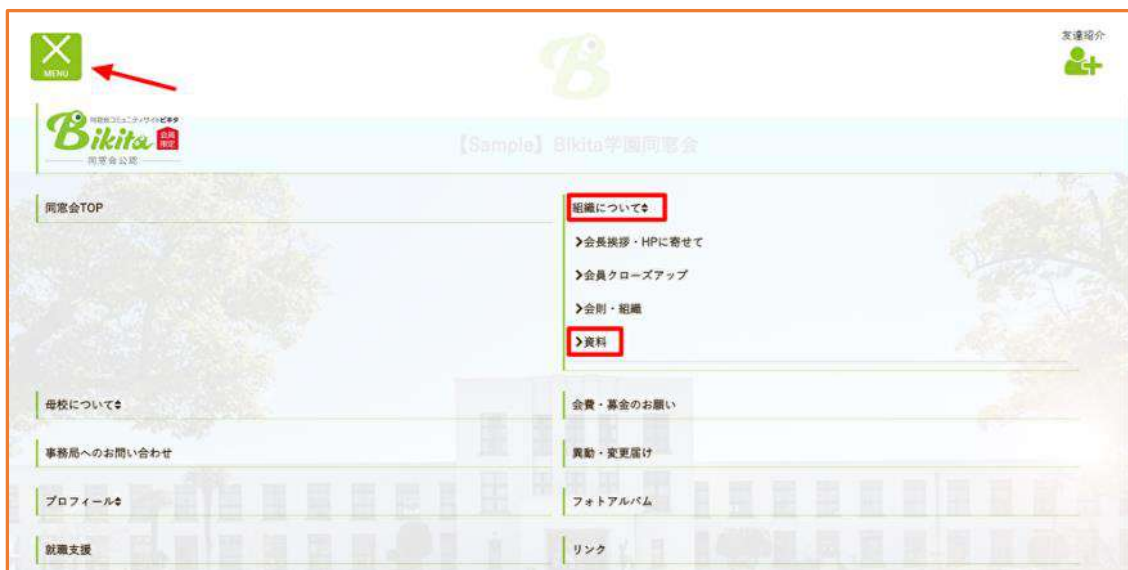 MENU
友達紹介
同窓会コミュニティサイトビキタ
Bikita
会員
限定
同窓会公認
【Sample】Bikita学園同窓会
同窓会TOP
組織について
会長挨拶・HPに寄せて
会員クローズアップ
会則・組織
資料
母校について
会費・募金のお願い
事務局へのお問い合わせ
異動・変更届け
プロフィール
フォトアルバム
就職支援
リンク